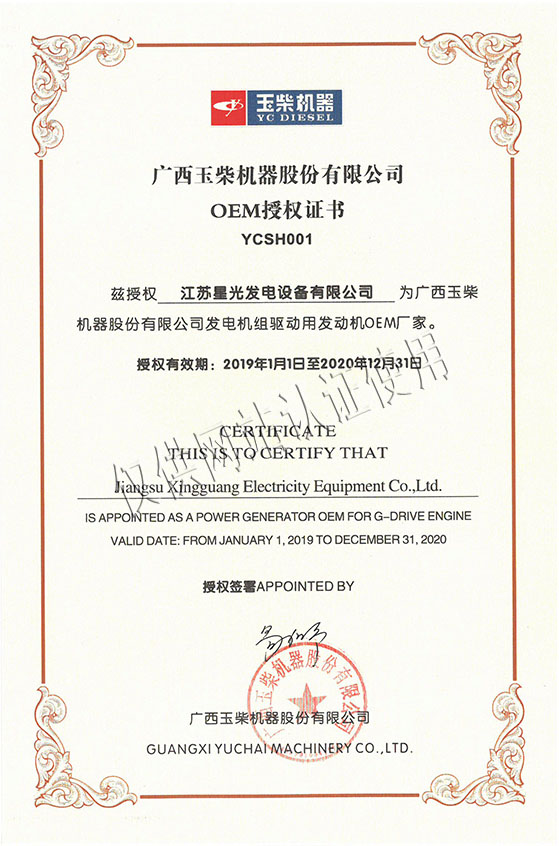 玉柴机器
YC DIESEL
广西玉柴机器股份有限公司
OEM授权证书
YCSH001
兹授权 江苏星光发电设备有限公司 为广西玉柴
机器股份有限公司发电机组驱动用发动机OEM厂家。
授权有效期：2019年1月1日至2020年12月31日
仅供网站认证使用
CERTIFICATE
THIS IS TO CERTIFY THAT
Jiangsu Xingguang Electricity Equipment Co.,Ltd.
IS APPOINTED AS A POWER GENERATOR OEM FOR G-DRIVE ENGINE
VALID DATE: FROM JANUARY 1, 2019 TO DECEMBER 31, 2020
授权签署APPOINTED BY
广西玉柴机器股份有限公司
广西玉柴机器股份有限公司
GUANGXI YUCHAI MACHINERY CO.,LTD.